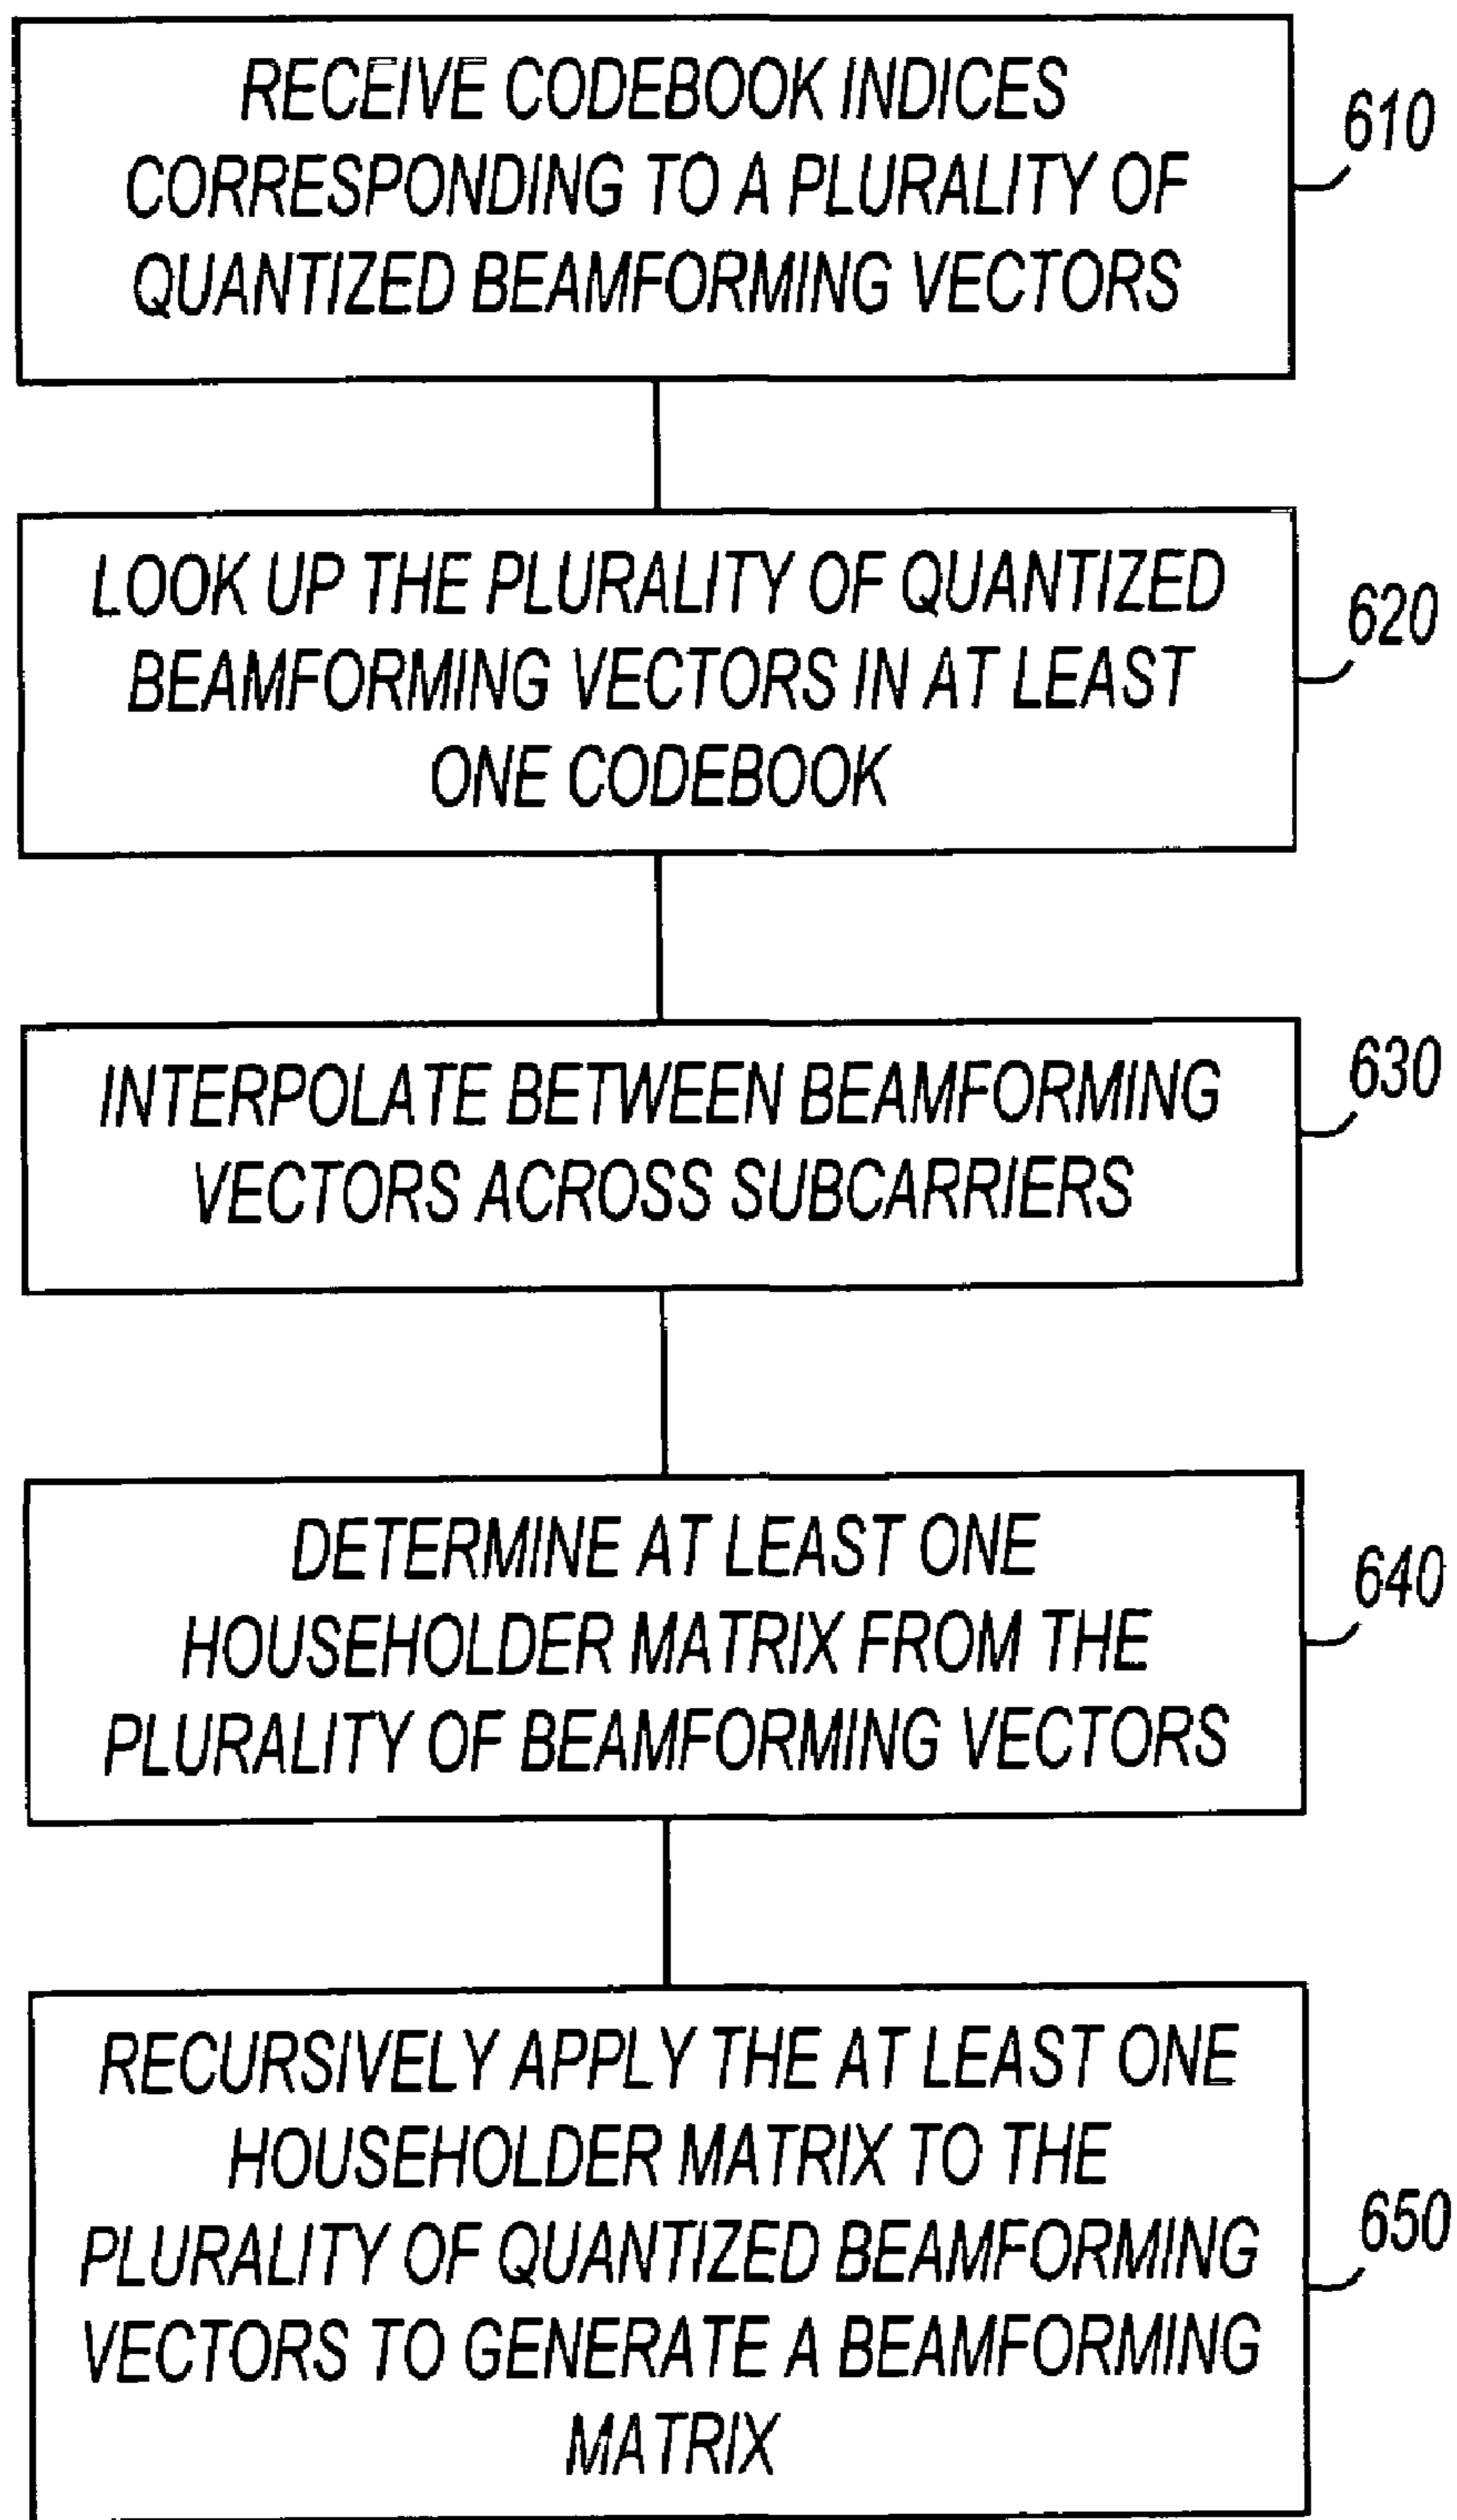 RECEIVE CODEBOOK INDICES
CORRESPONDING TO A PLURALITY OF
QUANTIZED BEAMFORMING VECTORS
610
LOOK UP THE PLURALITY OF QUANTIZED
BEAMFORMING VECTORS IN AT LEAST
ONE CODEBOOK
620
INTERPOLATE BETWEEN BEAMFORMING
VECTORS ACROSS SUBCARRIERS
630
DETERMINE AT LEAST ONE
HOUSEHOLDER MATRIX FROM THE
PLURALITY OF BEAMFORMING VECTORS
640
RECURSIVELY APPLY THE AT LEAST ONE
HOUSEHOLDER MATRIX TO THE
PLURALITY OF QUANTIZED BEAMFORMING
VECTORS TO GENERATE A BEAMFORMING
MATRIX
650